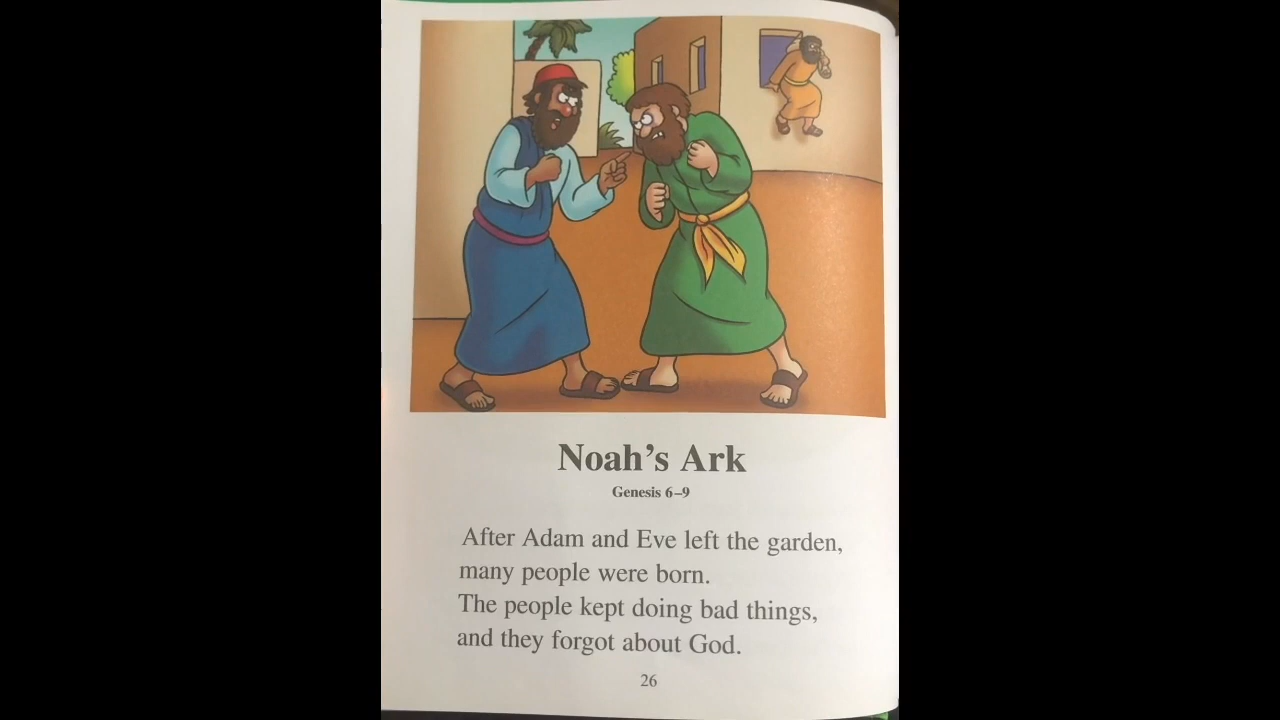 Noah's Ark
Genesis 6–9
After Adam and Eve left the garden,
many people were born.
The people kept doing bad things,
and they forgot about God.
26